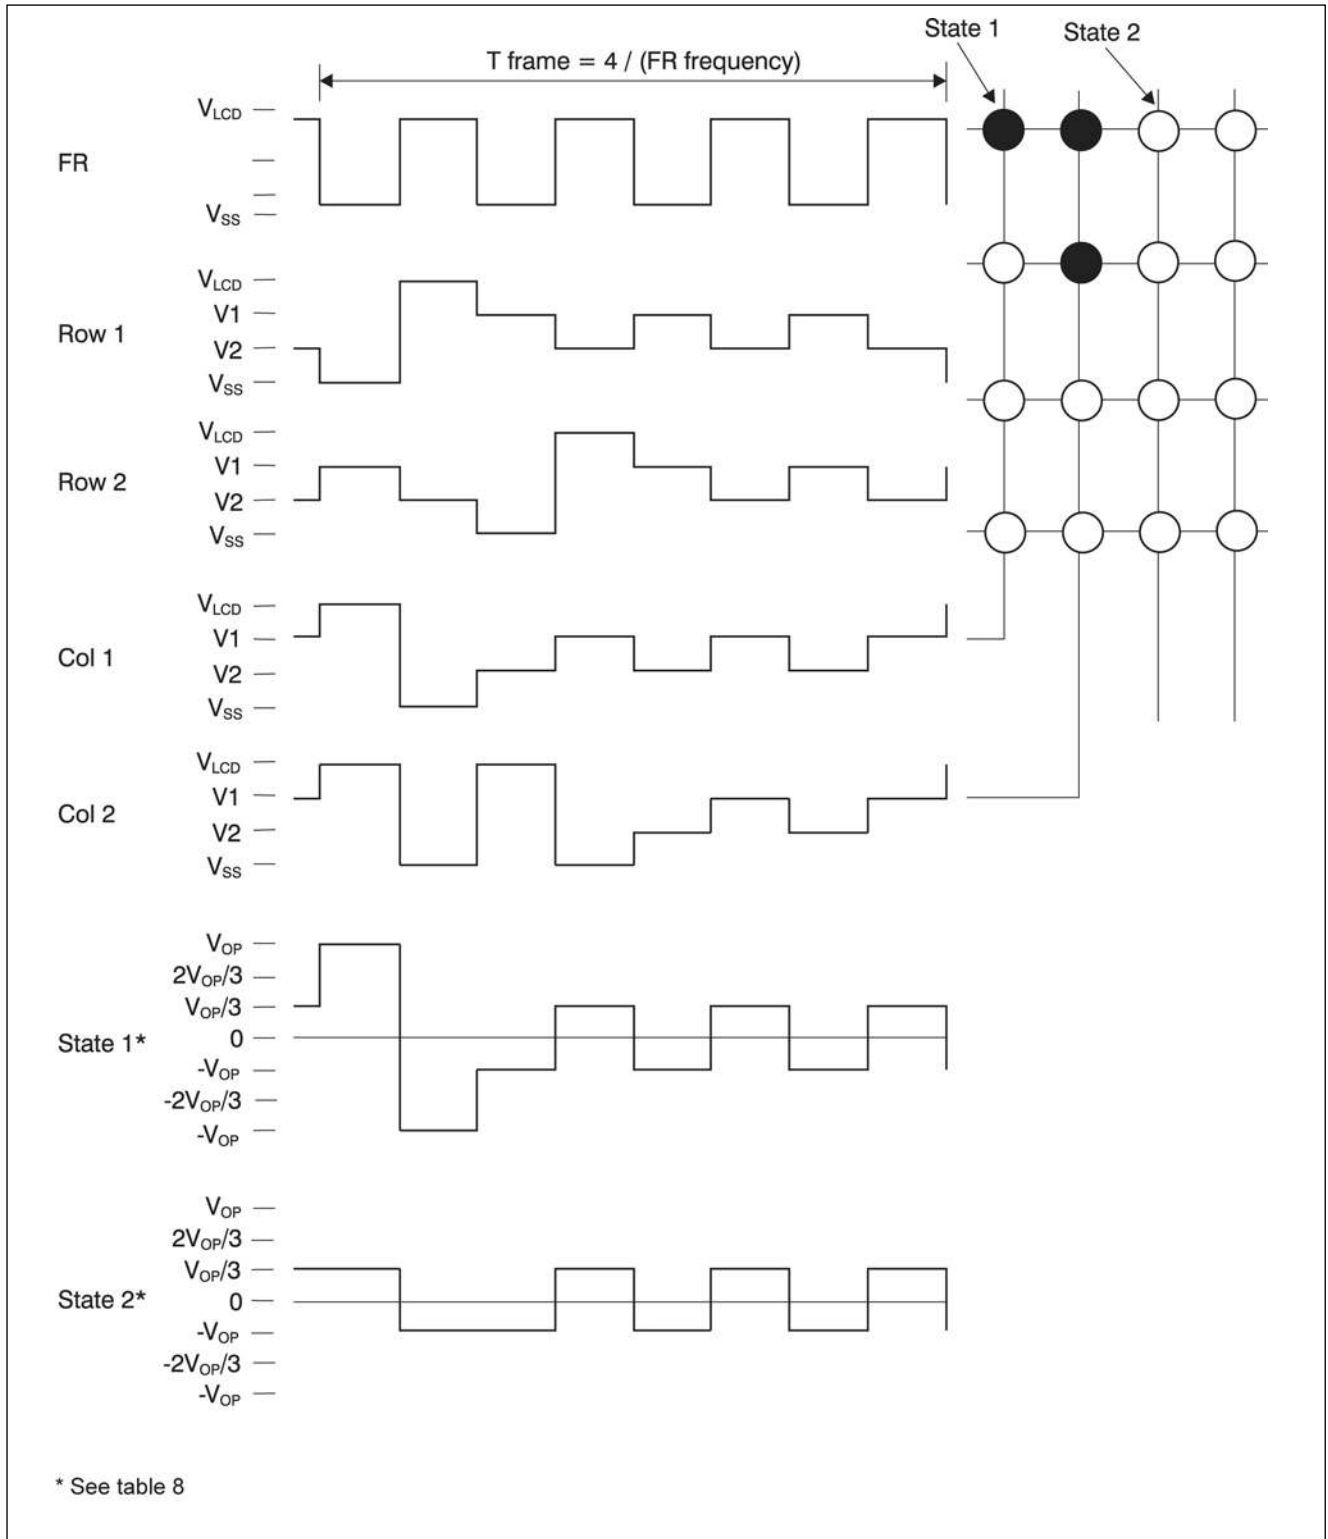 State 1
State 2
T frame = 4 / (FR frequency)
FR
VLCD
VSS
Row 1
VLCD
V1
V2
VSS
Row 2
VLCD
V1
V2
VSS
Col 1
VLCD
V1
V2
VSS
Col 2
VLCD
V1
V2
VSS
State 1*
VOP
2VOP/3
VOP/3
0
-VOP
-2VOP/3
-VOP
State 2*
VOP
2VOP/3
VOP/3
0
-VOP
-2VOP/3
-VOP
* See table 8